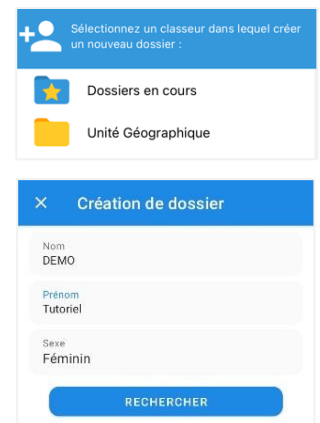 Sélectionnez un classeur dans lequel créer
un nouveau dossier :
Dossiers en cours
Unité Géographique
Création de dossier
Nom
DEMO
Prénom
Tutoriel
Sexe
Féminin
RECHERCHER